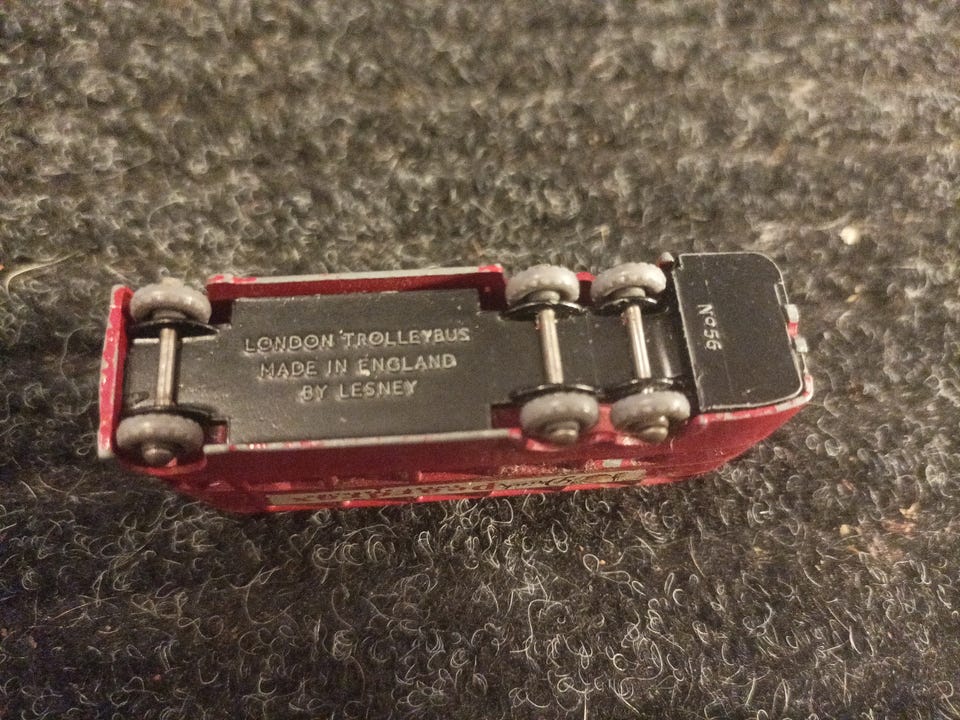 LONDON TROLLEYBUS
MADE IN ENGLAND
BY LESNEY
Nº56